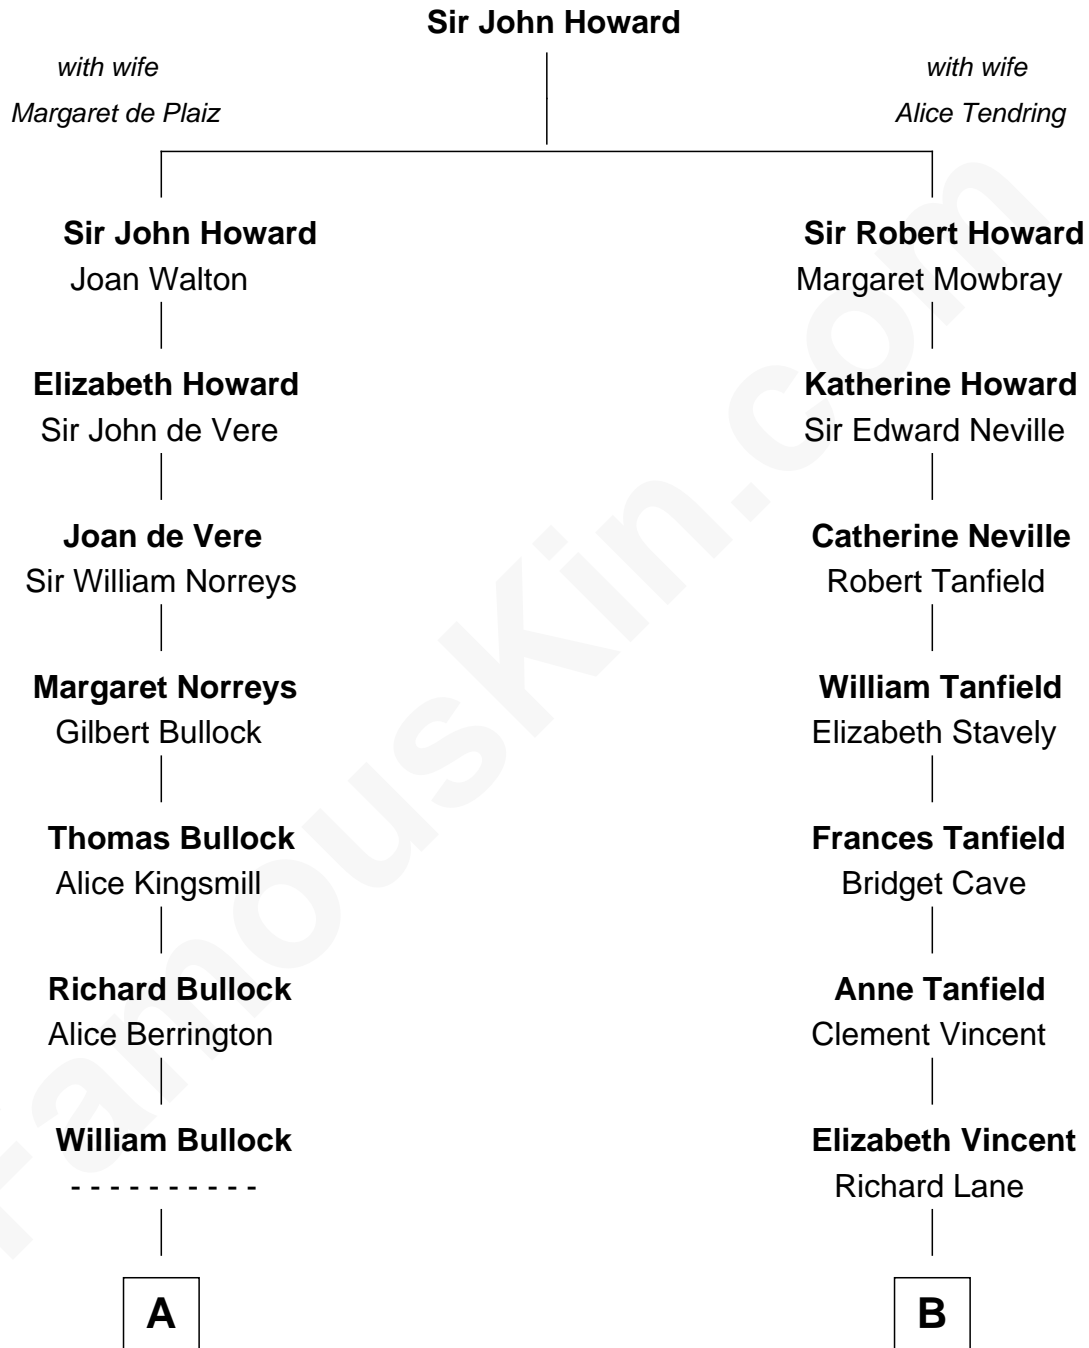 Sir John Howard
with wife
Margaret de Plaiz
with wife
Alice Tendring
Sir John Howard
Joan Walton
Sir Robert Howard
Margaret Mowbray
Elizabeth Howard
Sir John de Vere
Katherine Howard
Sir Edward Neville
Joan de Vere
Sir William Norreys
Catherine Neville
Robert Tanfield
Margaret Norreys
Gilbert Bullock
William Tanfield
Elizabeth Stavely
Thomas Bullock
Alice Kingsmill
Frances Tanfield
Bridget Cave
Richard Bullock
Alice Berrington
Anne Tanfield
Clement Vincent
William Bullock
- - - - - - - - - -
Elizabeth Vincent
Richard Lane
A
B
FamousKin.com